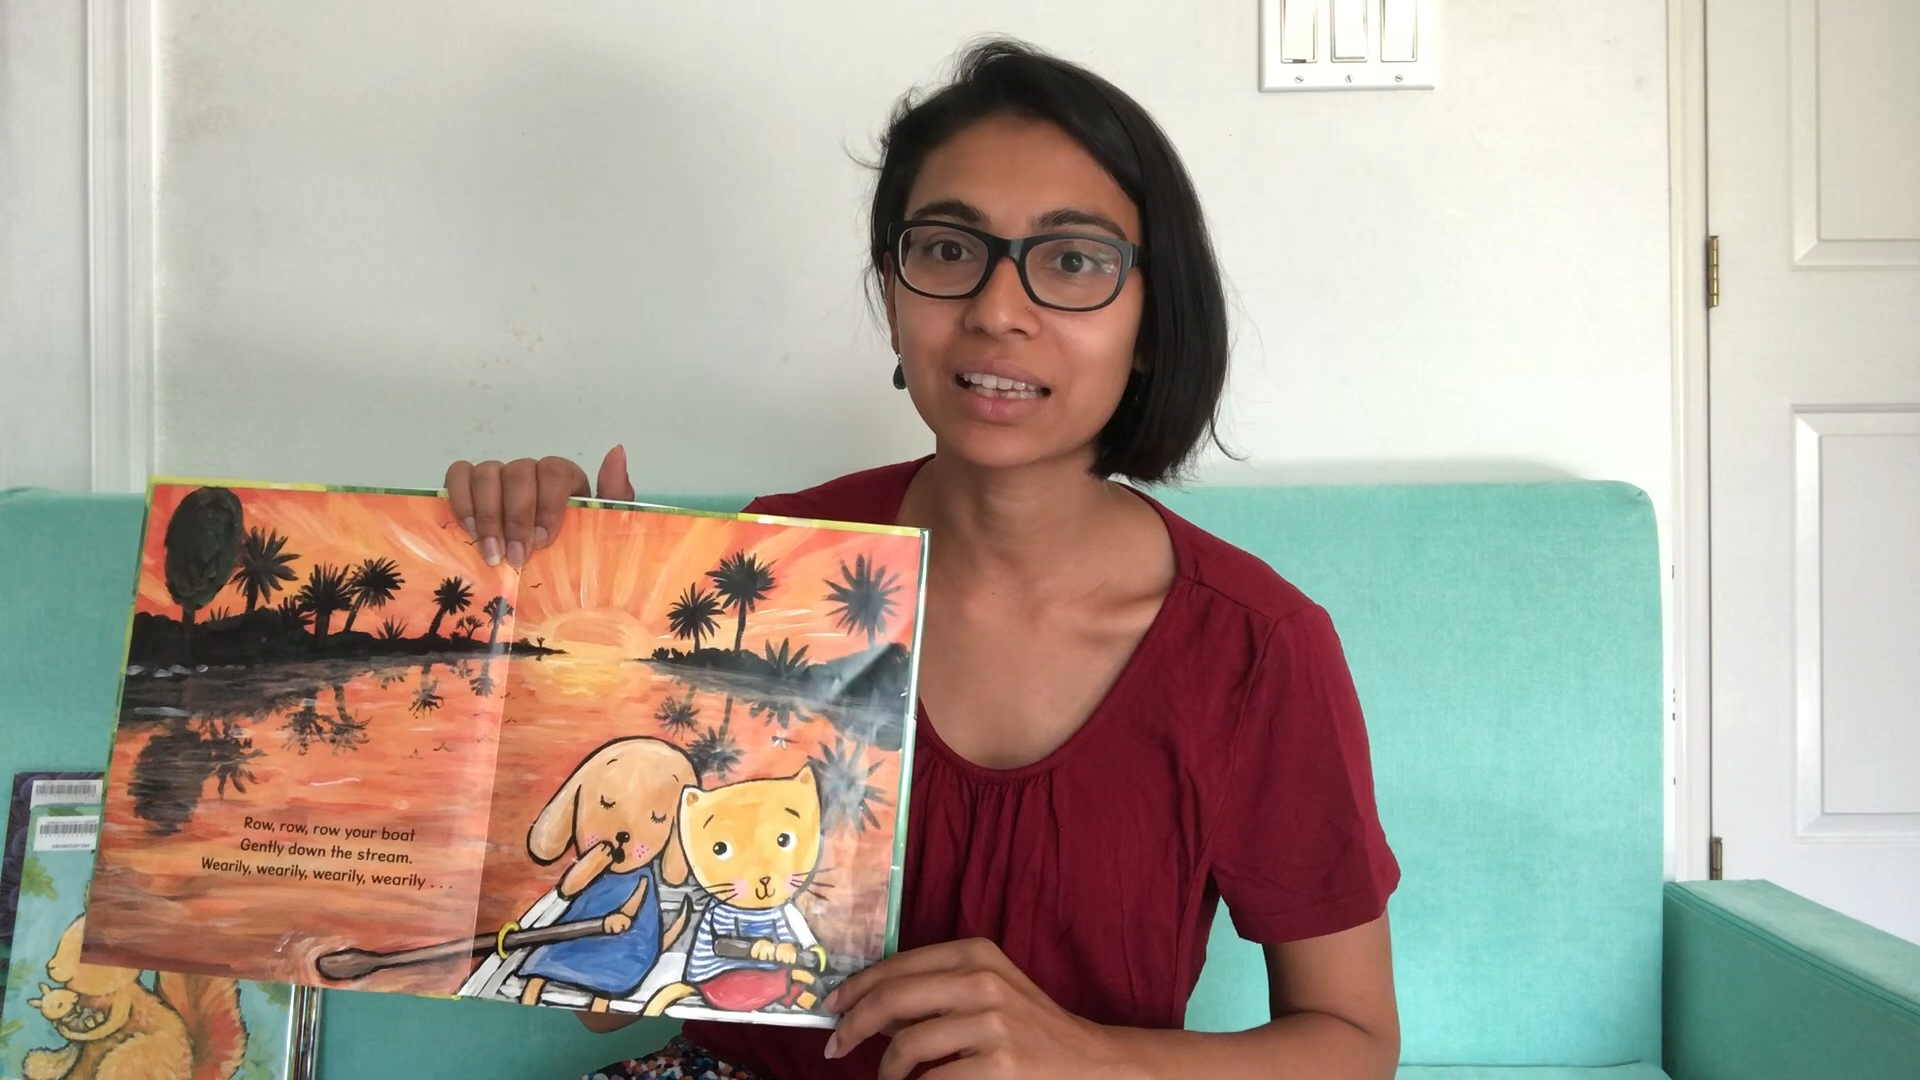 Row, row, row your boat
Gently down the stream.
Wearily, wearily, wearily, wearily . . .